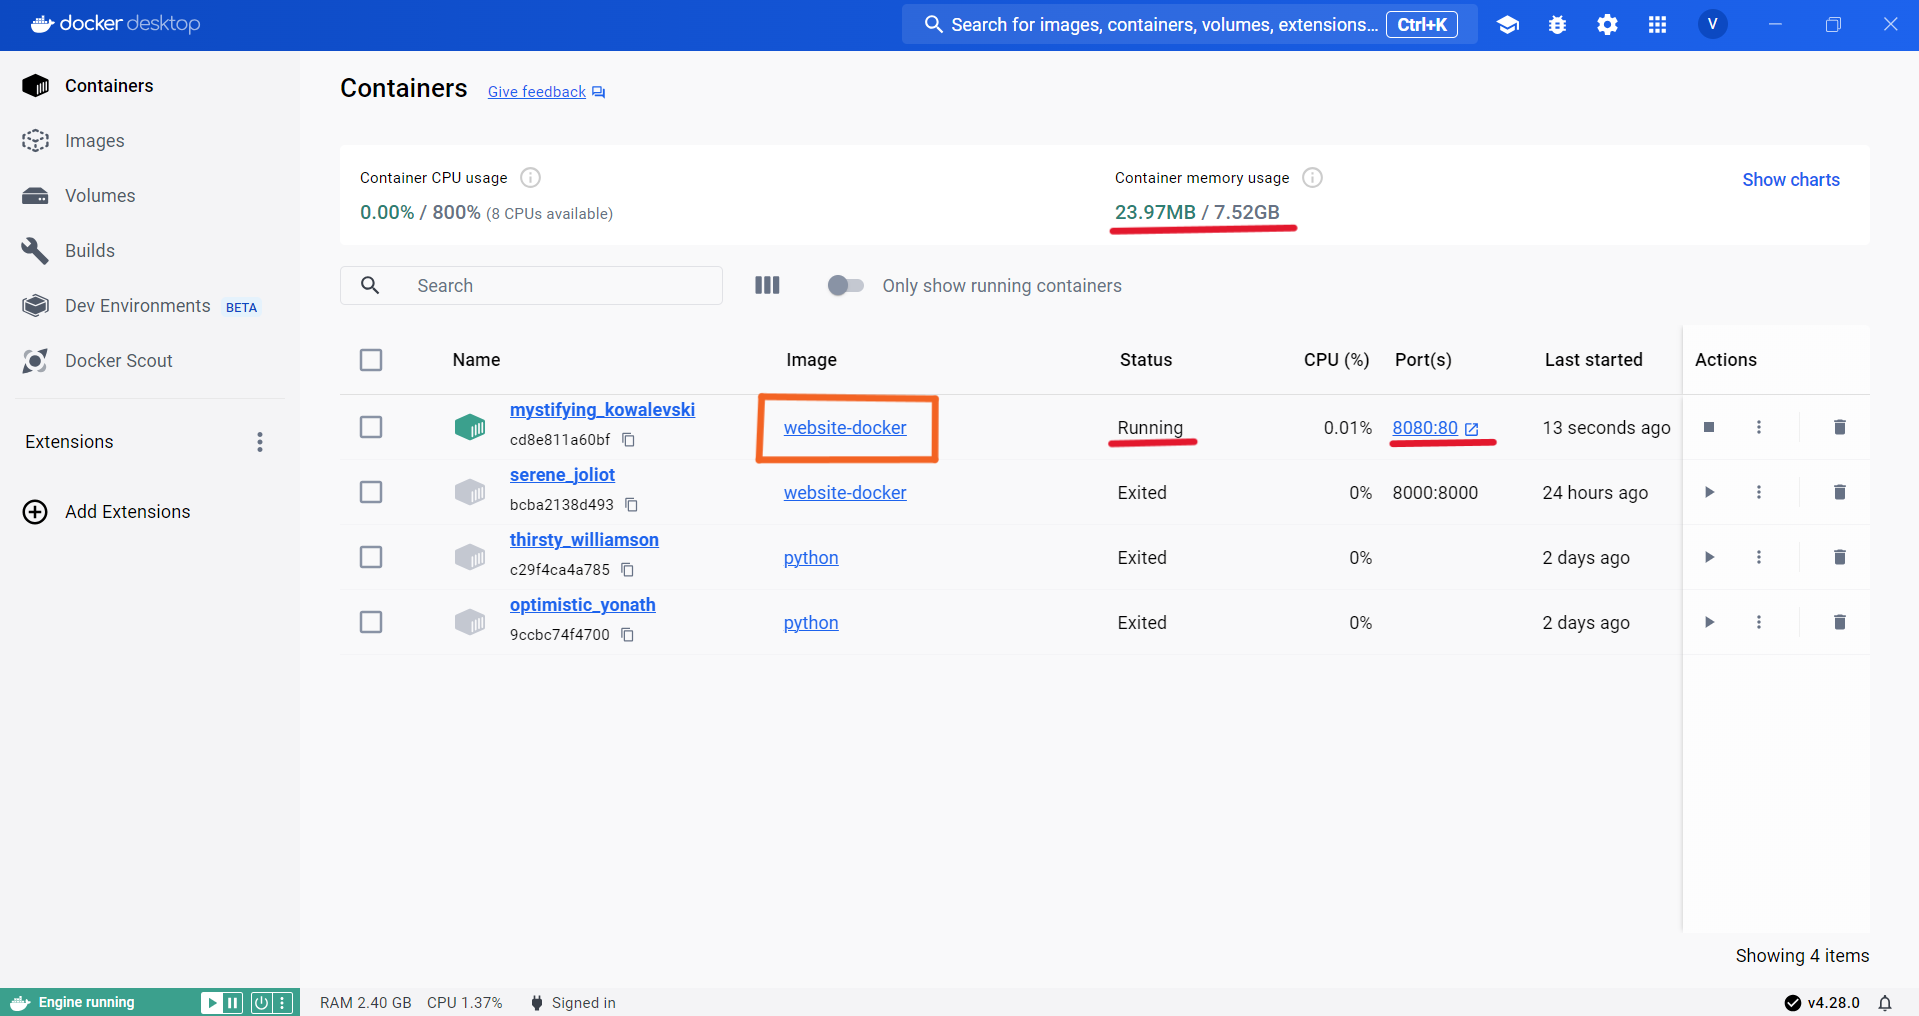 docker desktop
Search for images, containers, volumes, extensions... Ctrl+K
V
Containers
Images
Volumes
Builds
Dev Environments BETA
Docker Scout
Extensions
Add Extensions
Containers Give feedback
Container CPU usage
0.00% / 800% (8 CPUs available)
Container memory usage
23.97MB / 7.52GB
Show charts
Search
Only show running containers
Name Image Status CPU (%) Port(s) Last started Actions
mystifying_kowalevski
cd8e811a60bf
website-docker Running 0.01% 8080:80 13 seconds ago
serene_joliot
bcba2138d493
website-docker Exited 0% 8000:8000 24 hours ago
thirsty_williamson
c29f4ca4a785
python Exited 0% 2 days ago
optimistic_yonath
9ccbc74f4700
python Exited 0% 2 days ago
Showing 4 items
Engine running
RAM 2.40 GB CPU 1.37% Signed in
v4.28.0